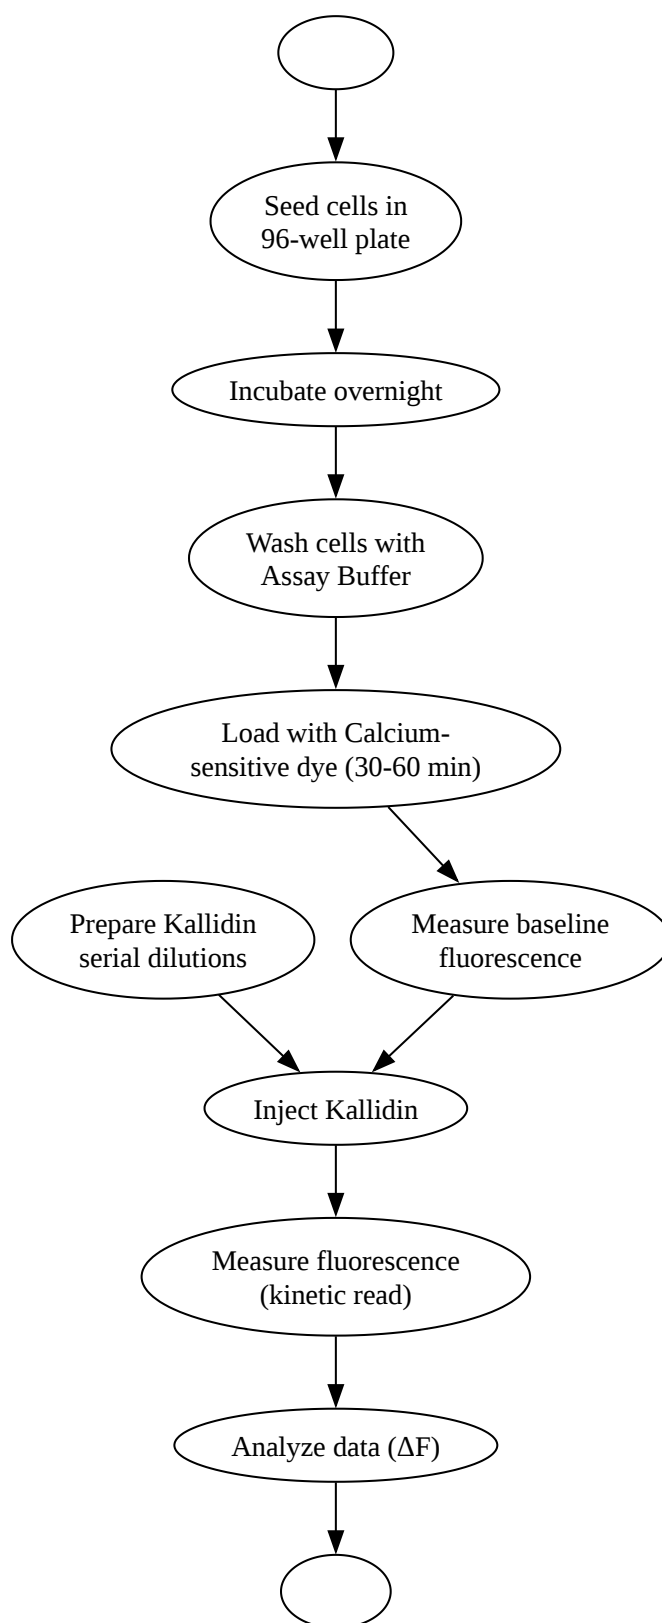 Seed cells in
96-well plate
Incubate overnight
Wash cells with
Assay Buffer
Load with Calcium-
sensitive dye (30-60 min)
Prepare Kallidin
serial dilutions
Measure baseline
fluorescence
Inject Kallidin
Measure fluorescence
(kinetic read)
Analyze data (ΔF)